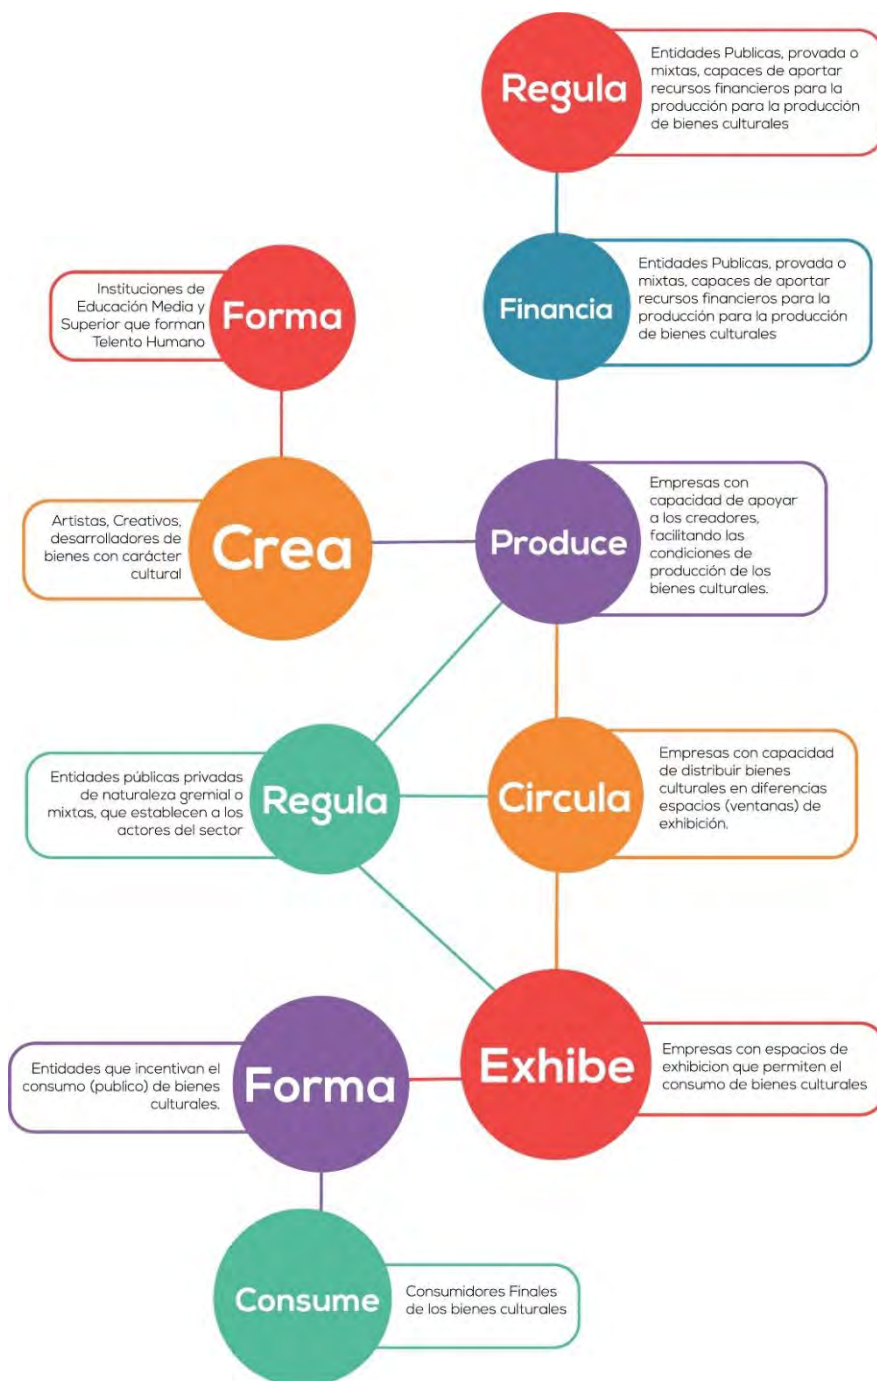 Regula
Entidades Publicas, provada o
mixtas, capaces de aportar
recursos financieros para la
producción para la producción
de bienes culturales
Financia
Entidades Publicas, provada o
mixtas, capaces de aportar
recursos financieros para la
producción para la producción
de bienes culturales
Instituciones de
Educación Media y
Superior que forman
Telento Humano
Forma
Artistas, Creativos,
desarrolladores de
bienes con carácter
cultural
Crea
Produce
Empresas con
capacidad de apoyar
a los creadores,
facilitando las
condiciones de
producción de los
bienes culturales.
Entidades públicas privadas
de naturaleza gremial o
mixtas, que establecen a los
actores del sector
Regula
Circula
Empresas con capacidad
de distribuir bienes
culturales en diferencias
espacios (ventanas) de
exhibición.
Entidades que incentivan el
consumo (publico) de bienes
culturales.
Forma
Exhibe
Empresas con espacios de
exhibicion que permiten el
consumo de bienes culturales
Consume
Consumidores Finales
de los bienes culturales